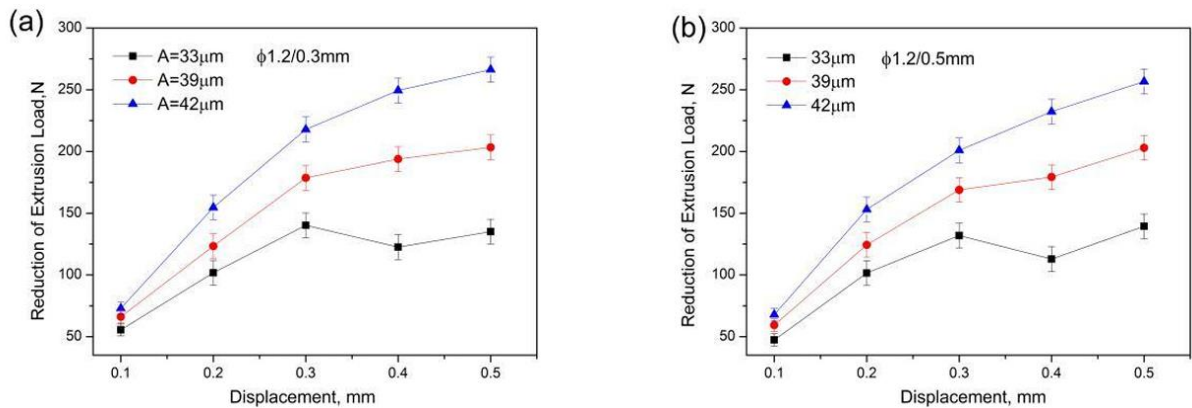 (a)
300
250
200
150
100
50
Reduction of Extrusion Load,N
A=33μm ϕ1.2/0.3mm
A=39μm
A=42μm
0.1 0.2 0.3 0.4 0.5
Displacement, mm
(b)
300
250
200
150
100
50
Reduction of Extrusion Load, N
33μm ϕ1.2/0.5mm
39μm
42μm
0.1 0.2 0.3 0.4 0.5
Displacement, mm